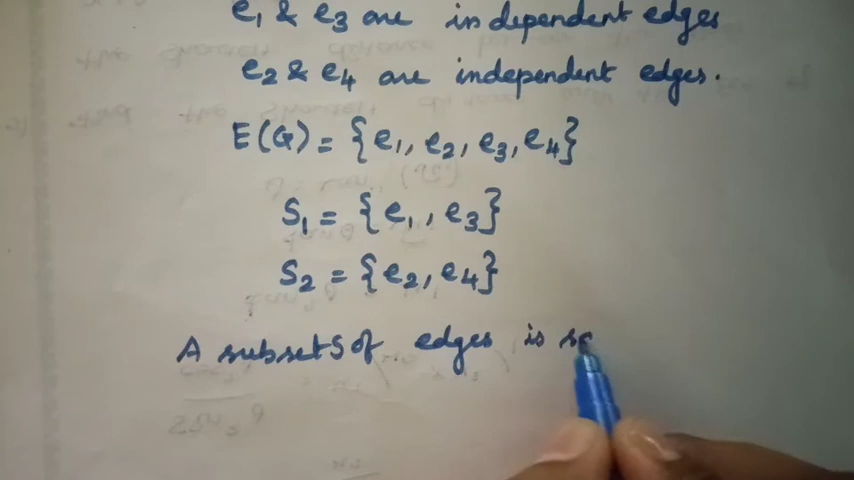 e₁ & e₃ are independent edges
e₂ & e₄ are independent edges.
E(G) = {e₁, e₂, e₃, e₄}
S₁ = {e₁, e₃}
S₂ = {e₂, e₄}
A subset S of edges is